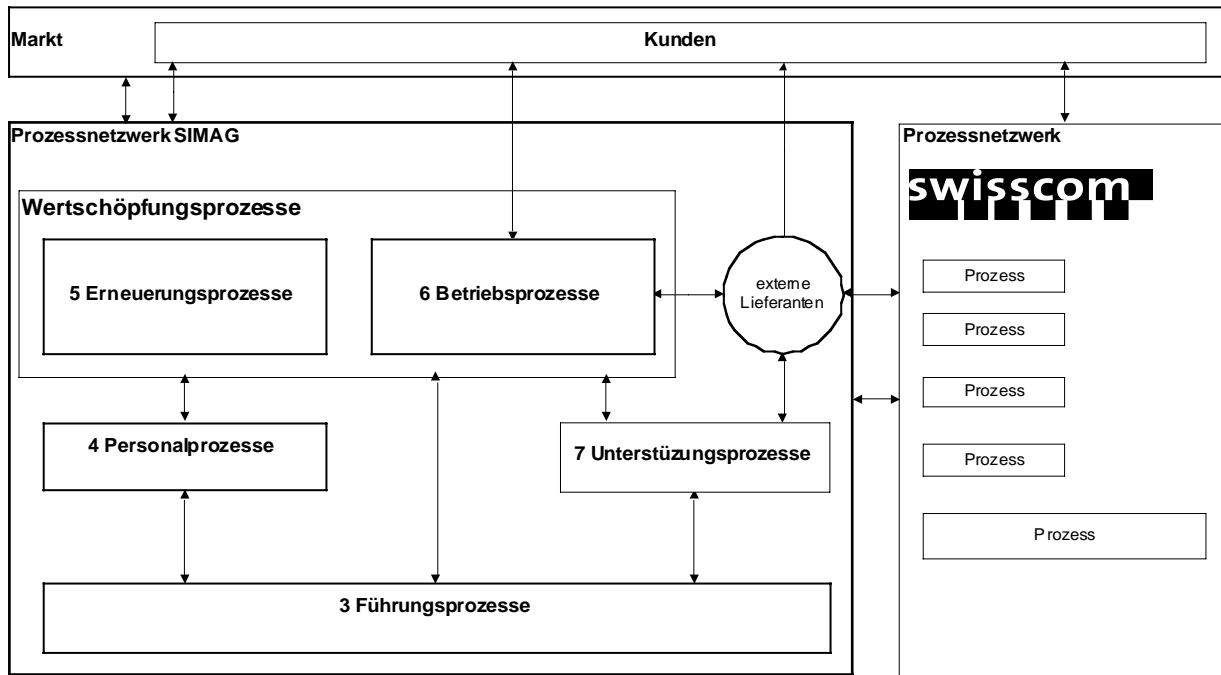 Markt
Kunden
Prozessnetzwerk SIMAG
Prozessnetzwerk
swisscom
Wertschöpfungsprozesse
5 Erneuerungsprozesse
6 Betriebsprozesse
externe
Lieferanten
Prozess
Prozess
Prozess
Prozess
Prozess
4 Personalprozesse
7 Unterstüzungsprozesse
3 Führungsprozesse